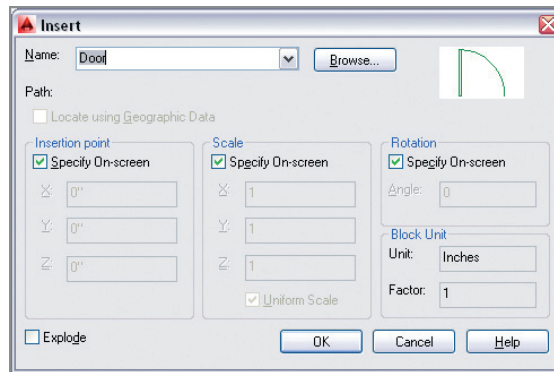 Insert
Name: Door Browse...
Path:
Locate using Geographic Data
Insertion point Scale Rotation
Specify On-screen Specify On-screen Specify On-screen
X: 0" X: 1 Angle: 0
Y: 0" Y: 1 Block Unit
Unit: Inches
Z: 0" Z: 1
Factor: 1
Uniform Scale
Explode OK Cancel Help